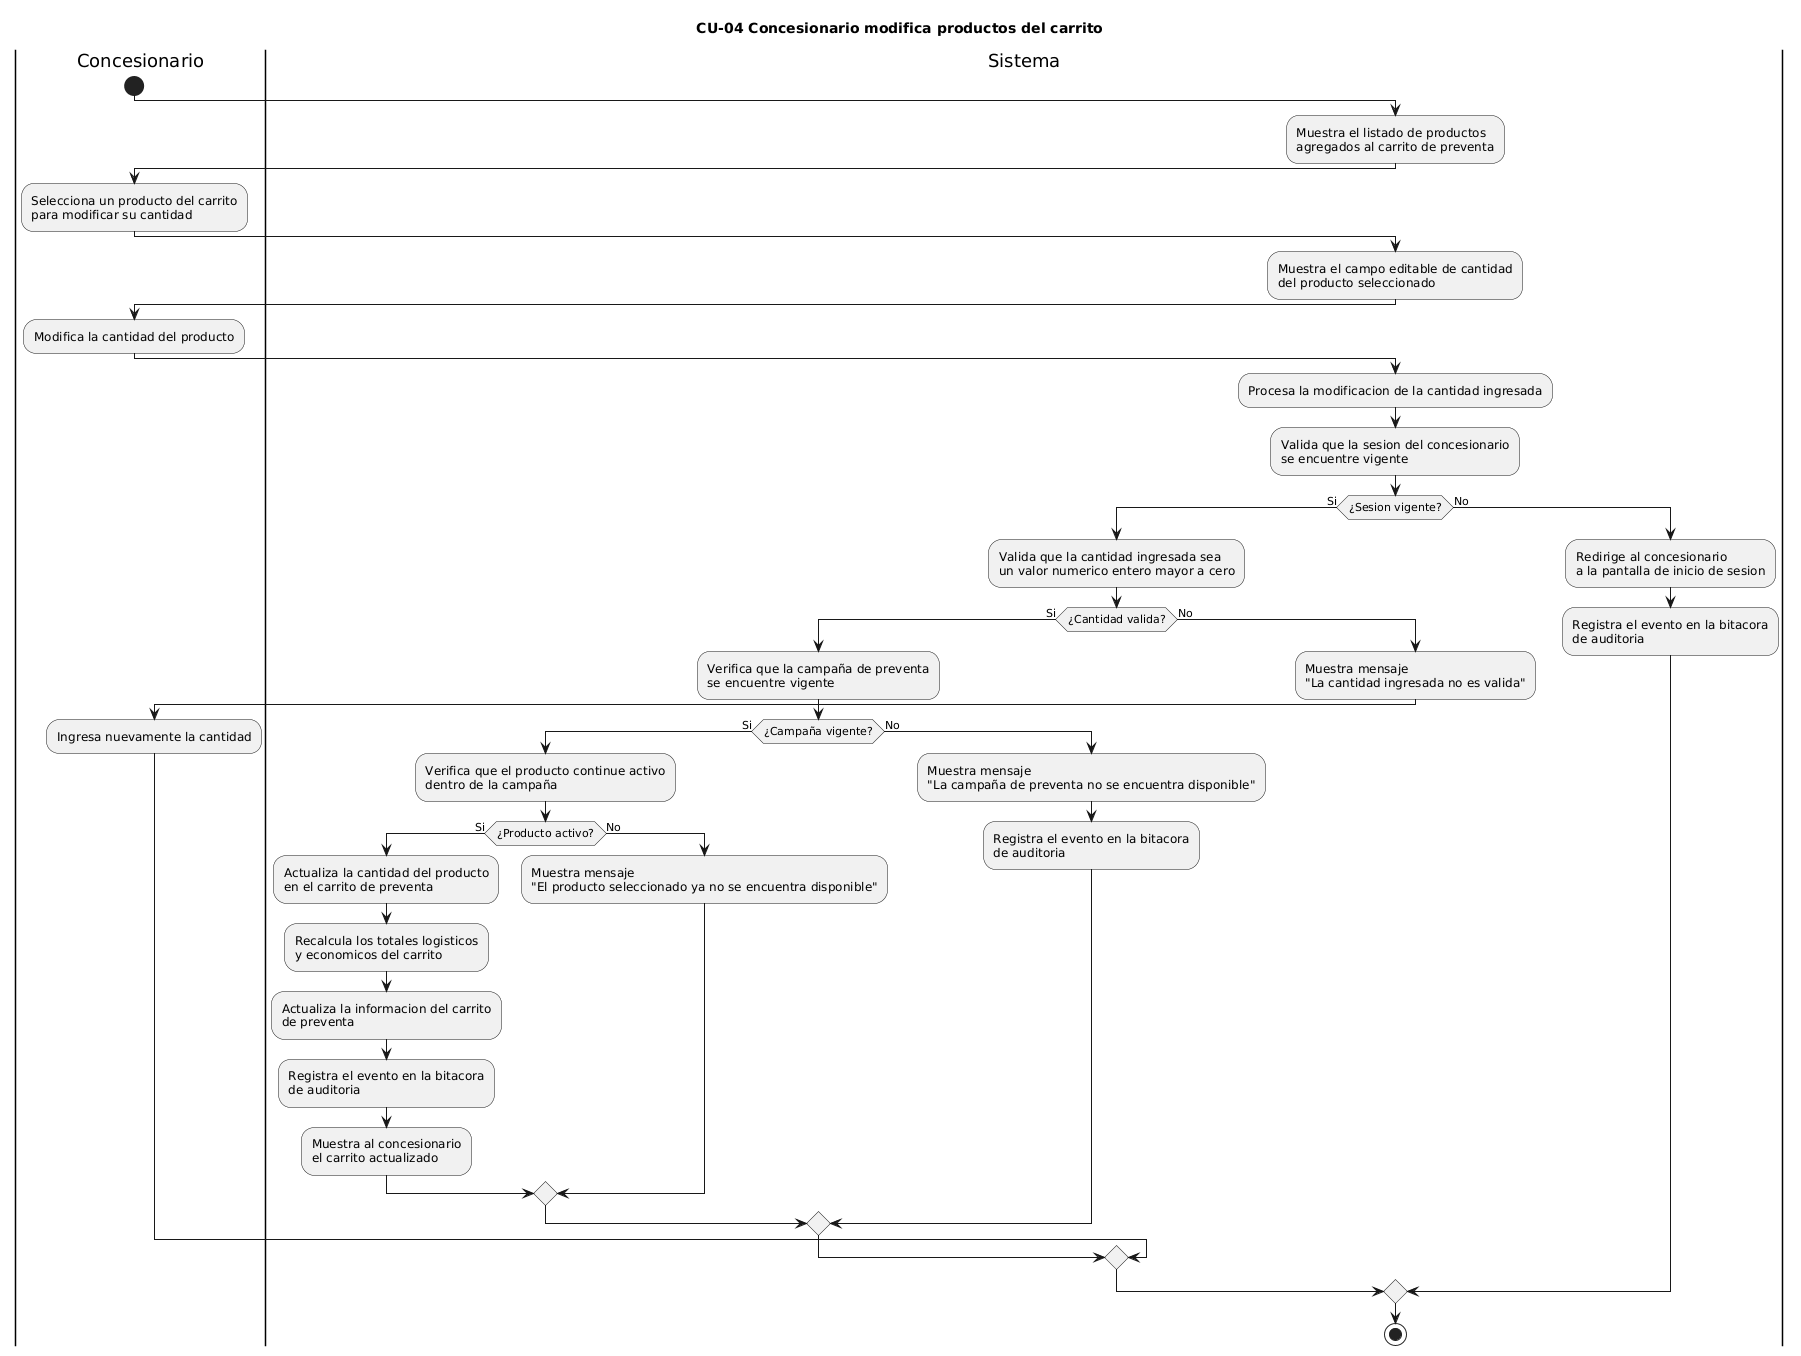 CU-04 Concesionario modifica productos del carrito
Concesionario
Sistema
Muestra el listado de productos
agregados al carrito de preventa
Selecciona un producto del carrito
para modificar su cantidad
Muestra el campo editable de cantidad
del producto seleccionado
Modifica la cantidad del producto
Procesa la modificacion de la cantidad ingresada
Valida que la sesion del concesionario
se encuentre vigente
Si
¿Sesion vigente?
No
Valida que la cantidad ingresada sea
un valor numerico entero mayor a cero
Redirige al concesionario
a la pantalla de inicio de sesion
Si
¿Cantidad valida?
No
Registra el evento en la bitacora
de auditoria
Verifica que la campaña de preventa
se encuentre vigente
Muestra mensaje
"La cantidad ingresada no es valida"
Ingresa nuevamente la cantidad
Si
¿Campaña vigente?
No
Verifica que el producto continue activo
dentro de la campaña
Muestra mensaje
"La campaña de preventa no se encuentra disponible"
Si
¿Producto activo?
No
Registra el evento en la bitacora
de auditoria
Actualiza la cantidad del producto
en el carrito de preventa
Muestra mensaje
"El producto seleccionado ya no se encuentra disponible"
Recalcula los totales logisticos
y economicos del carrito
Actualiza la informacion del carrito
de preventa
Registra el evento en la bitacora
de auditoria
Muestra al concesionario
el carrito actualizado